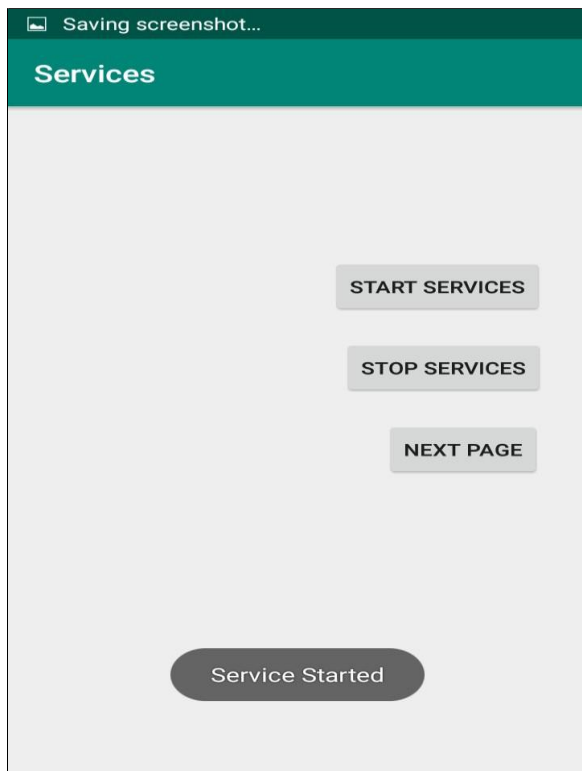 Saving screenshot...
Services
START SERVICES
STOP SERVICES
NEXT PAGE
Service Started